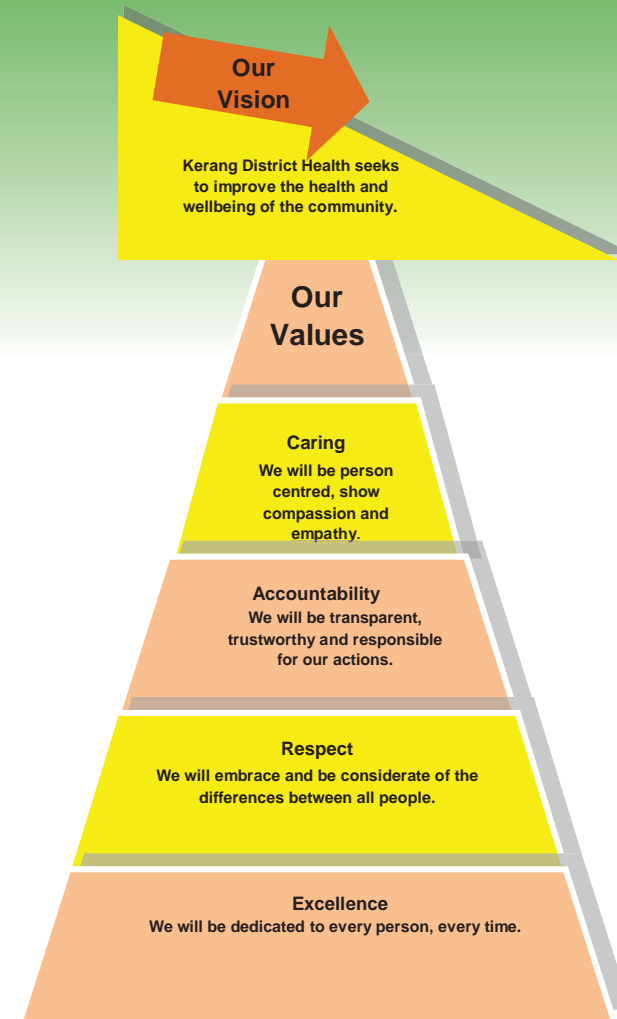 Our
Vision
Kerang District Health seeks
to improve the health and
wellbeing of the community.
Our
Values
Caring
We will be person
centred, show
compassion and
empathy.
Accountability
We will be transparent,
trustworthy and responsible
for our actions.
Respect
We will embrace and be considerate of the
differences between all people.
Excellence
We will be dedicated to every person, every time.